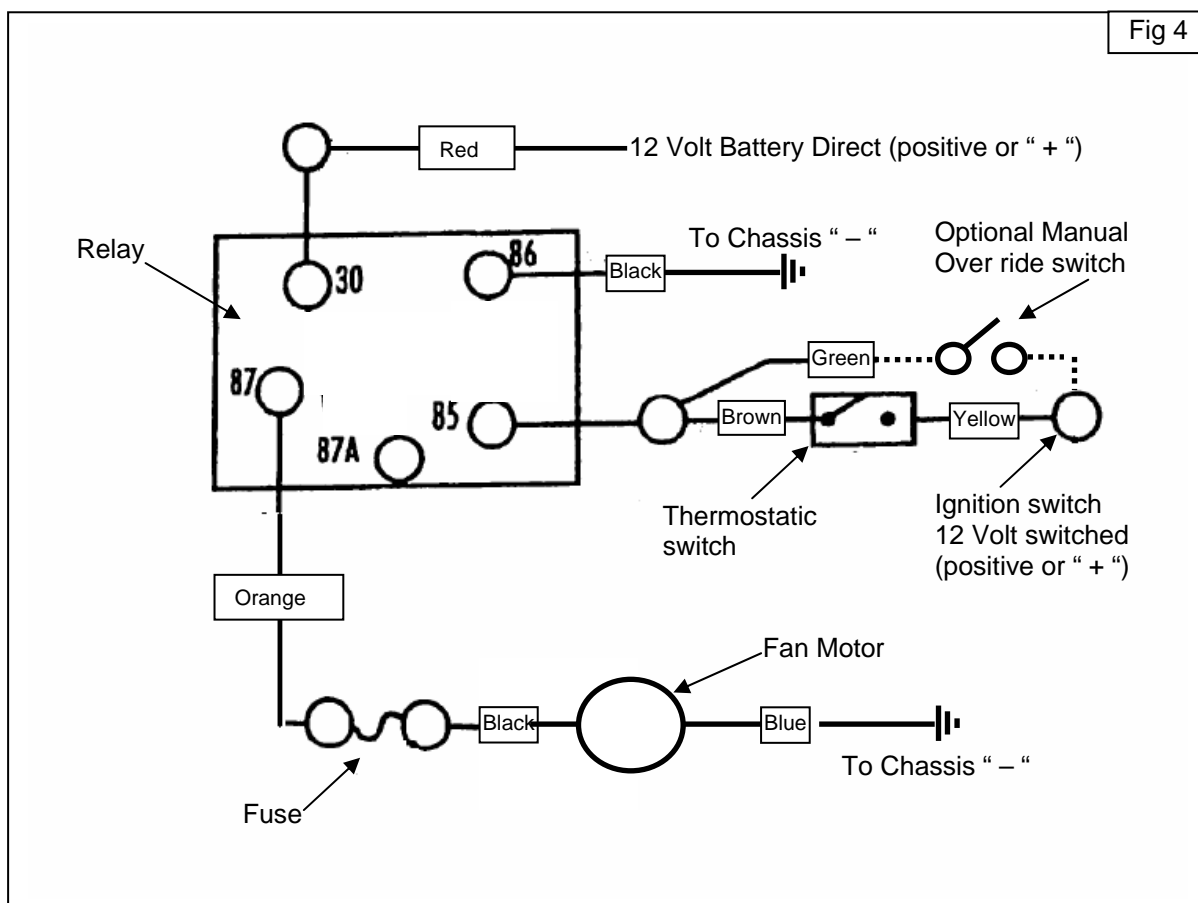 Fig 4
Red
12 Volt Battery Direct (positive or “ + “)
Relay
30
86
Black
To Chassis “ – “
Optional Manual
Over ride switch
Green
87
85
Brown
Yellow
87A
Thermostatic
switch
Ignition switch
12 Volt switched
(positive or “ + “)
Orange
Fan Motor
Black
Blue
To Chassis “ – “
Fuse